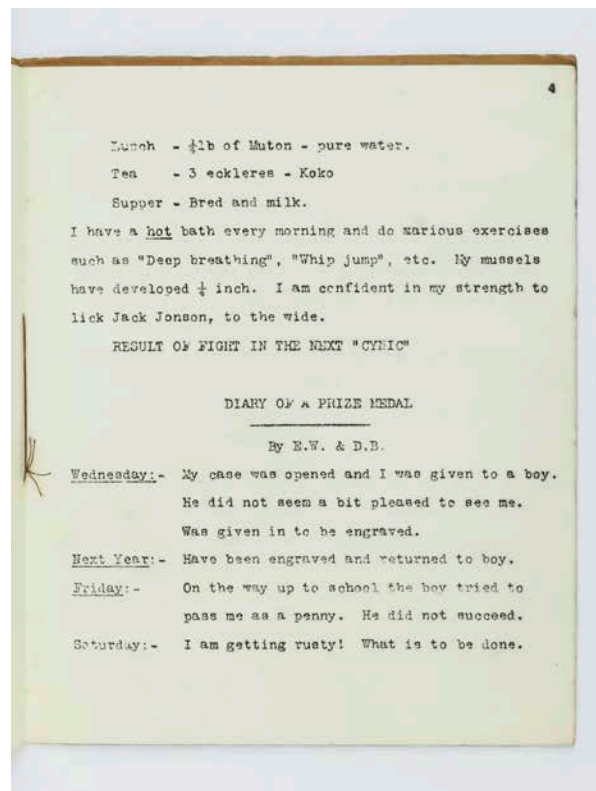 4
Lunch - ½lb of Muton - pure water.
Tea - 3 eckleres - Koko
Supper - Bred and milk.
I have a hot bath every morning and do various exercises
such as "Deep breathing", "Whip jump", etc. My mussels
have developed ¼ inch. I am confident in my strength to
lick Jack Jonson, to the wide.
RESULT OF FIGHT IN THE NEXT "CYNIC"
DIARY OF A PRIZE MEDAL
By E.W. & D.B.
Wednesday:- My case was opened and I was given to a boy.
He did not seem a bit pleased to see me.
Was given in to be engraved.
Next Year:- Have been engraved and returned to boy.
Friday:- On the way up to school the boy tried to
pass me as a penny. He did not succeed.
Saturday:- I am getting rusty! What is to be done.